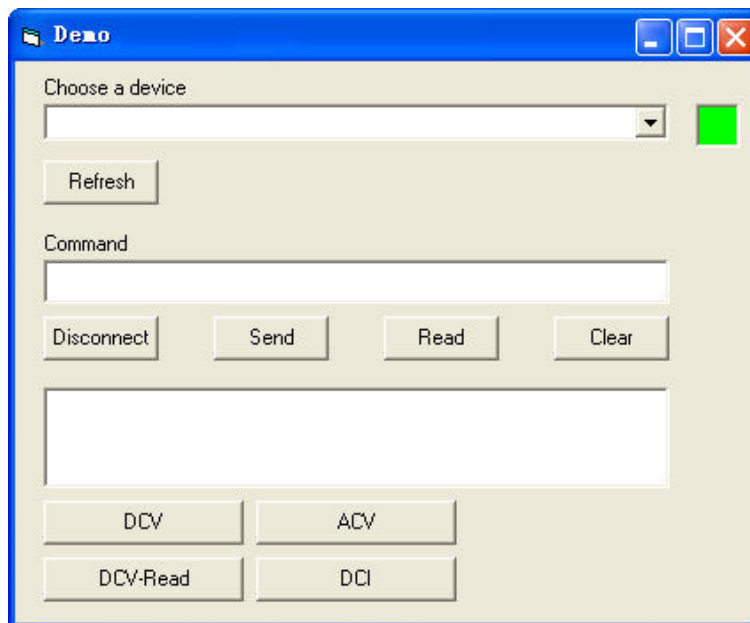 Demo
Choose a device
Refresh
Command
Disconnect Send Read Clear
DCV ACV
DCV-Read DCI